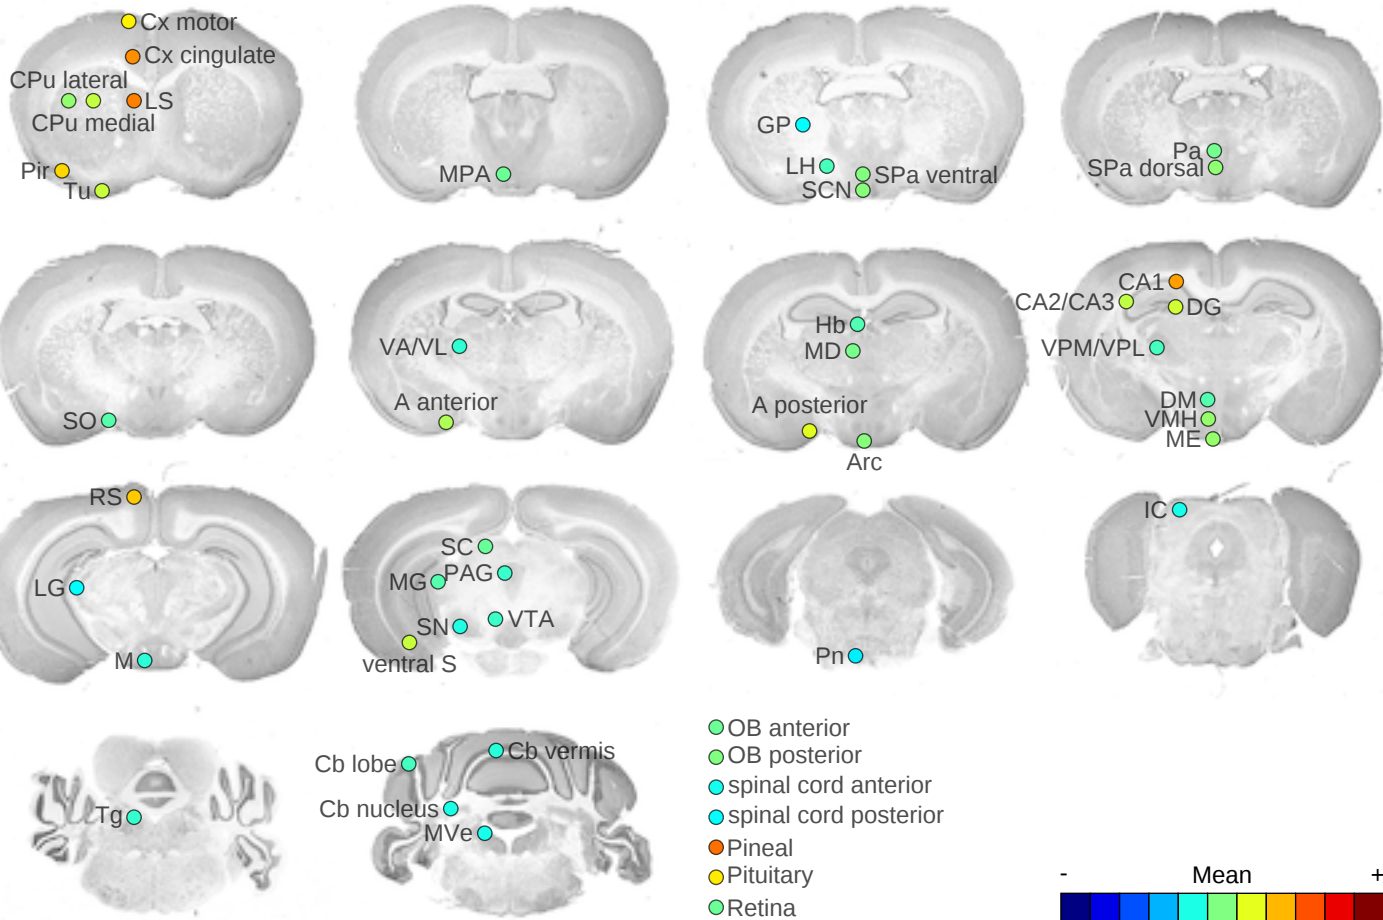 Cx motor
Cx cingulate
CPu lateral
LS
CPu medial
Pir
Tu
MPA
GP
LH
SPa ventral
SCN
Pa
SPa dorsal
SO
VA/VL
A anterior
Hb
MD
A posterior
Arc
CA1
CA2/CA3
DG
VPM/VPL
DM
VMH
ME
RS
LG
M
SC
MG
PAG
SN
VTA
ventral S
Pn
IC
Tg
Cb lobe
Cb vermis
Cb nucleus
MVe
OB anterior
OB posterior
spinal cord anterior
spinal cord posterior
Pineal
Pituitary
Retina
- Mean +